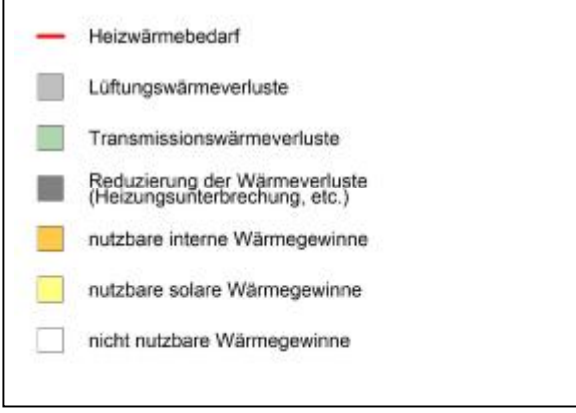 Heizwärmebedarf
Lüftungswärmeverluste
Transmissionswärmeverluste
Reduzierung der Wärmeverluste
(Heizungsunterbrechung, etc.)
nutzbare interne Wärmegewinne
nutzbare solare Wärmegewinne
nicht nutzbare Wärmegewinne